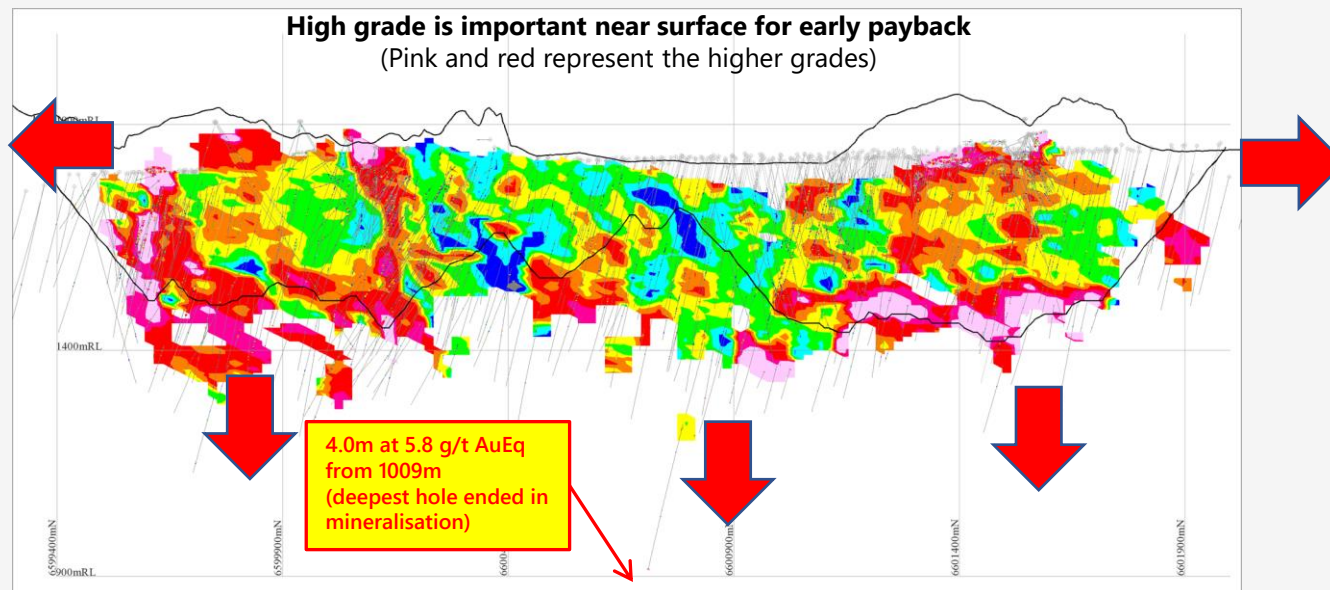 High grade is important near surface for early payback
(Pink and red represent the higher grades)
1400mRL
4.0m at 5.8 g/t AuEq
from 1009m
(deepest hole ended in
mineralisation)
6599400mN
6599900mN
6600900mN
6601400mN
6601900mN